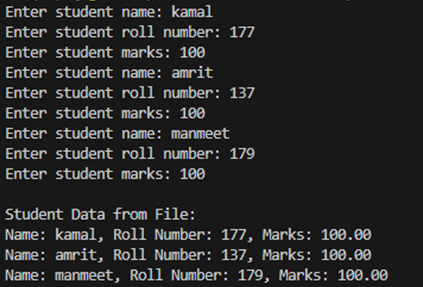 Enter student name: kamal
Enter student roll number: 177
Enter student marks: 100
Enter student name: amrit
Enter student roll number: 137
Enter student marks: 100
Enter student name: manmeet
Enter student roll number: 179
Enter student marks: 100

Student Data from File:
Name: kamal, Roll Number: 177, Marks: 100.00
Name: amrit, Roll Number: 137, Marks: 100.00
Name: manmeet, Roll Number: 179, Marks: 100.00